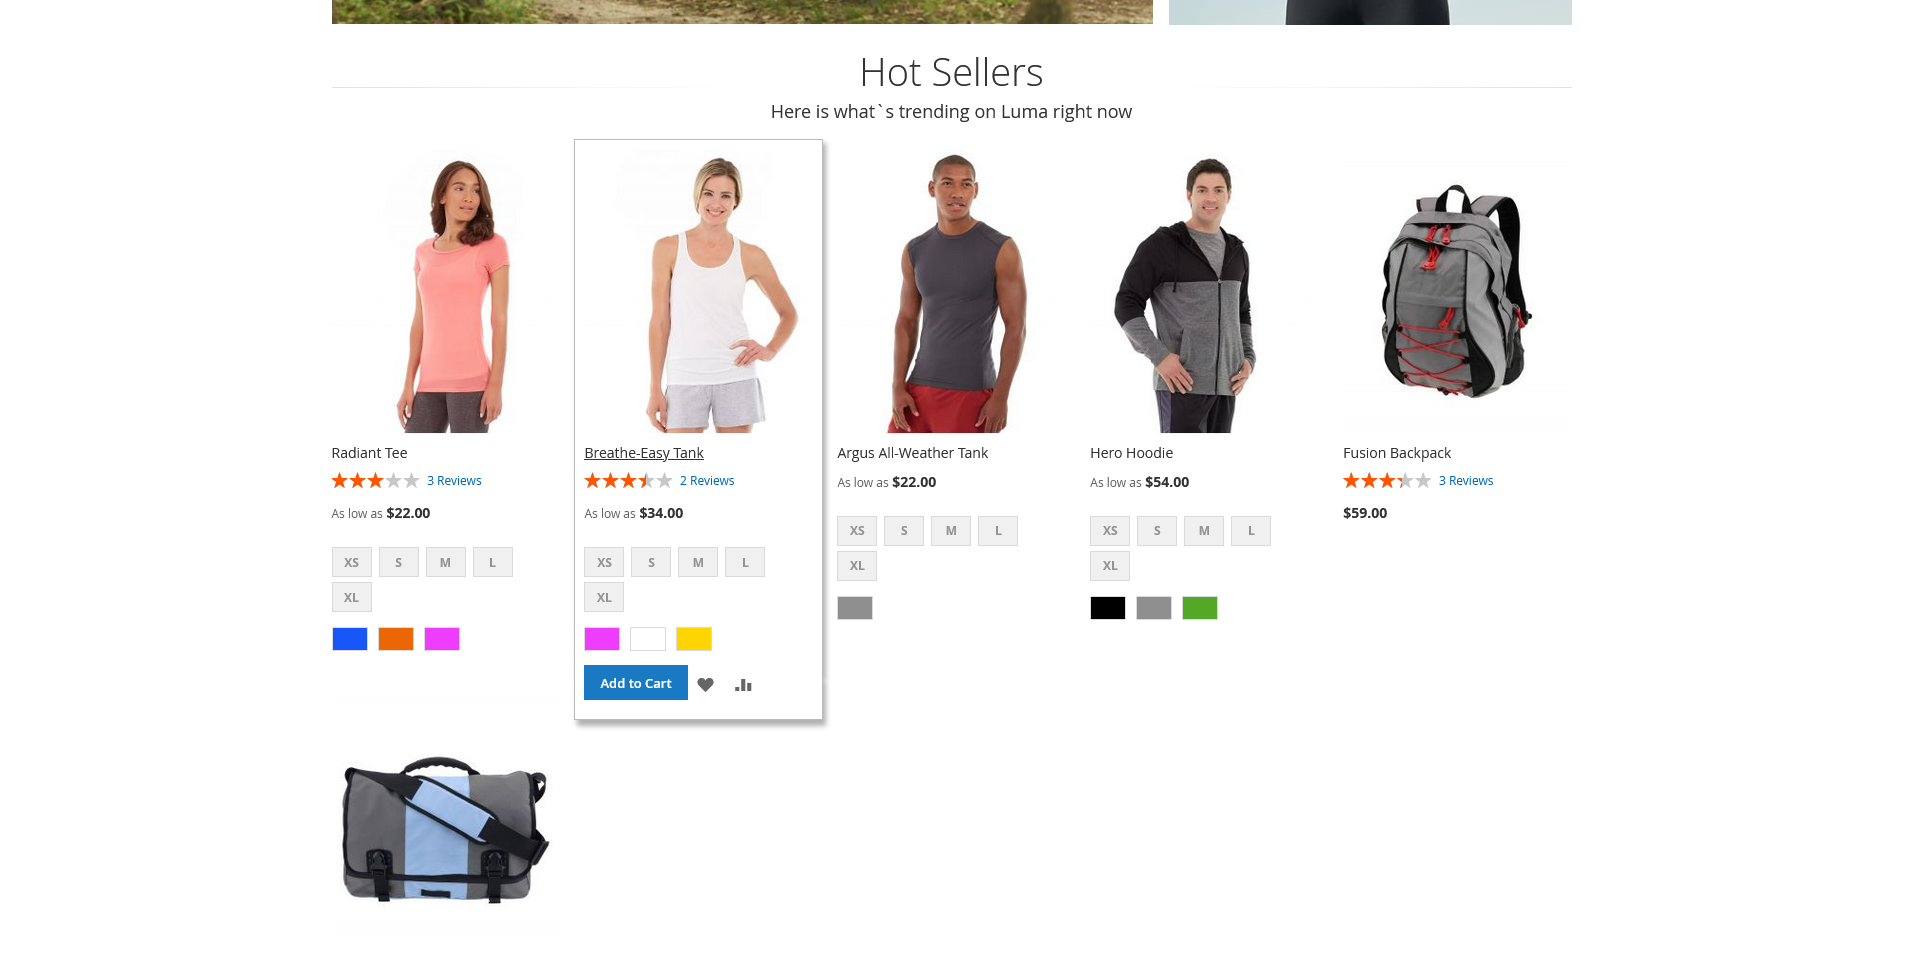 Hot Sellers
Here is what`s trending on Luma right now
Radiant Tee
3 Reviews
As low as $22.00
XS S M L
XL
Breathe-Easy Tank
2 Reviews
As low as $34.00
XS S M L
XL
Add to Cart
Argus All-Weather Tank
As low as $22.00
XS S M L
XL
Hero Hoodie
As low as $54.00
XS S M L
XL
Fusion Backpack
3 Reviews
$59.00